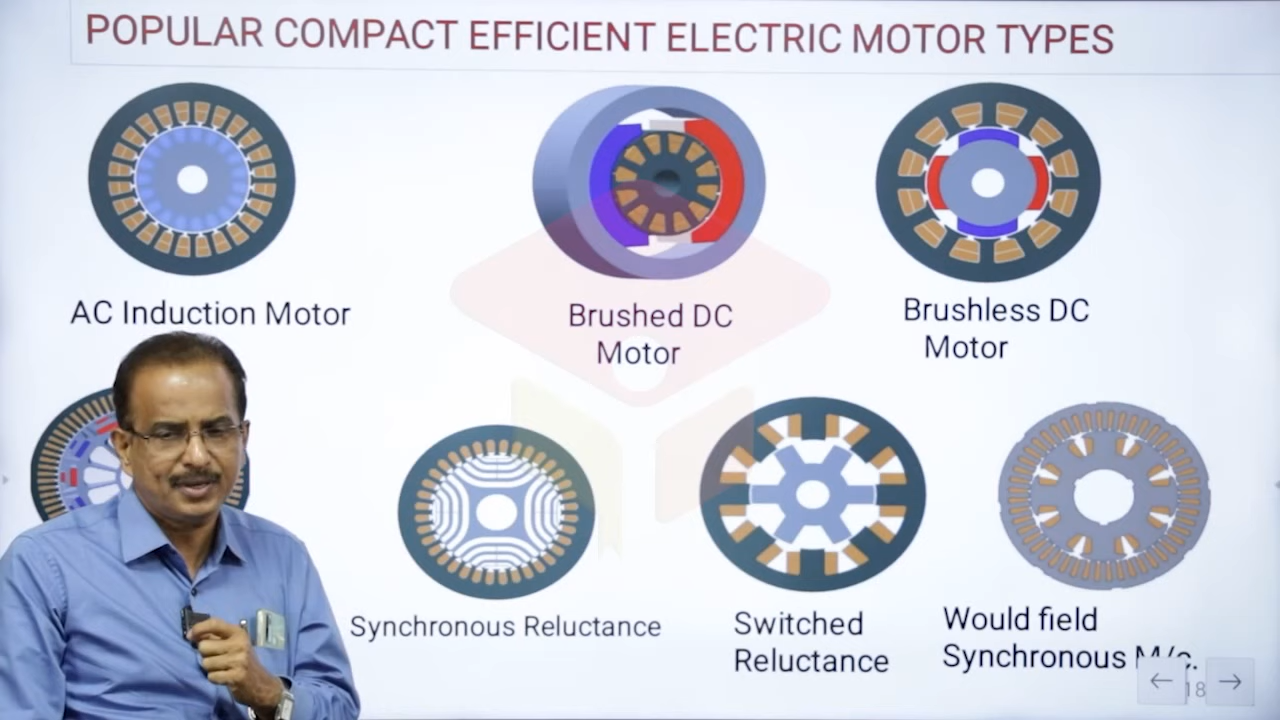 POPULAR COMPACT EFFICIENT ELECTRIC MOTOR TYPES
AC Induction Motor
Brushed DC
Motor
Brushless DC
Motor
Synchronous Reluctance
Switched
Reluctance
Would field
Synchronous M/c.
18